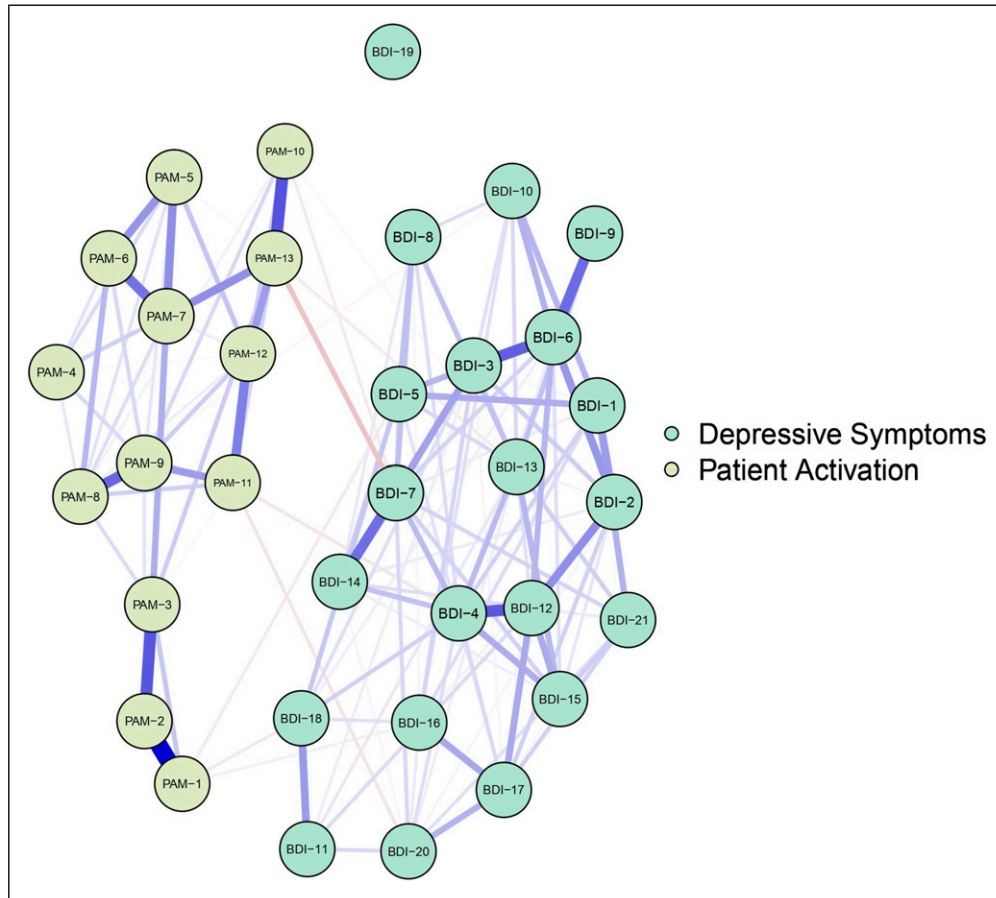 BDI−19
PAM−10
PAM−5
BDI−10
BDI−9
BDI−8
PAM−6
PAM−13
PAM−7
BDI−6
PAM−12
BDI−3
PAM−4
BDI−5
BDI−1
Depressive Symptoms
PAM−9
BDI−13
Patient Activation
PAM−11
PAM−8
BDI−7
BDI−2
BDI−14
PAM−3
BDI−4
BDI−12
BDI−21
BDI−15
PAM−2
BDI−18
BDI−16
PAM−1
BDI−17
BDI−11
BDI−20